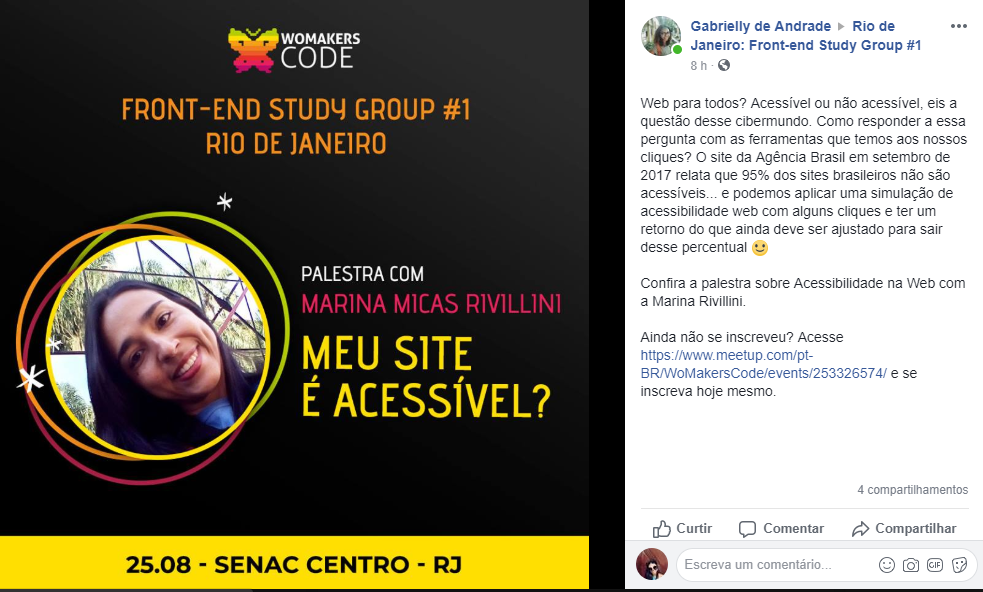 WOMAKERS
CODE
FRONT-END STUDY GROUP #1
RIO DE JANEIRO
PALESTRA COM
MARINA MICAS RIVILLINI
MEU SITE
É ACESSÍVEL?
25.08 - SENAC CENTRO - RJ
Gabrielly de Andrade ▸ Rio de
Janeiro: Front-end Study Group #1
8 h ·
Web para todos? Acessível ou não acessível, eis a
questão desse cibermundo. Como responder a essa
pergunta com as ferramentas que temos aos nossos
cliques? O site da Agência Brasil em setembro de
2017 relata que 95% dos sites brasileiros não são
acessíveis... e podemos aplicar uma simulação de
acessibilidade web com alguns cliques e ter um
retorno do que ainda deve ser ajustado para sair
desse percentual 🙂
Confira a palestra sobre Acessibilidade na Web com
a Marina Rivillini.
Ainda não se inscreveu? Acesse
https://www.meetup.com/pt-
BR/WoMakersCode/events/253326574/ e se
inscreva hoje mesmo.
4 compartilhamentos
Curtir Comentar Compartilhar
Escreva um comentário... GIF